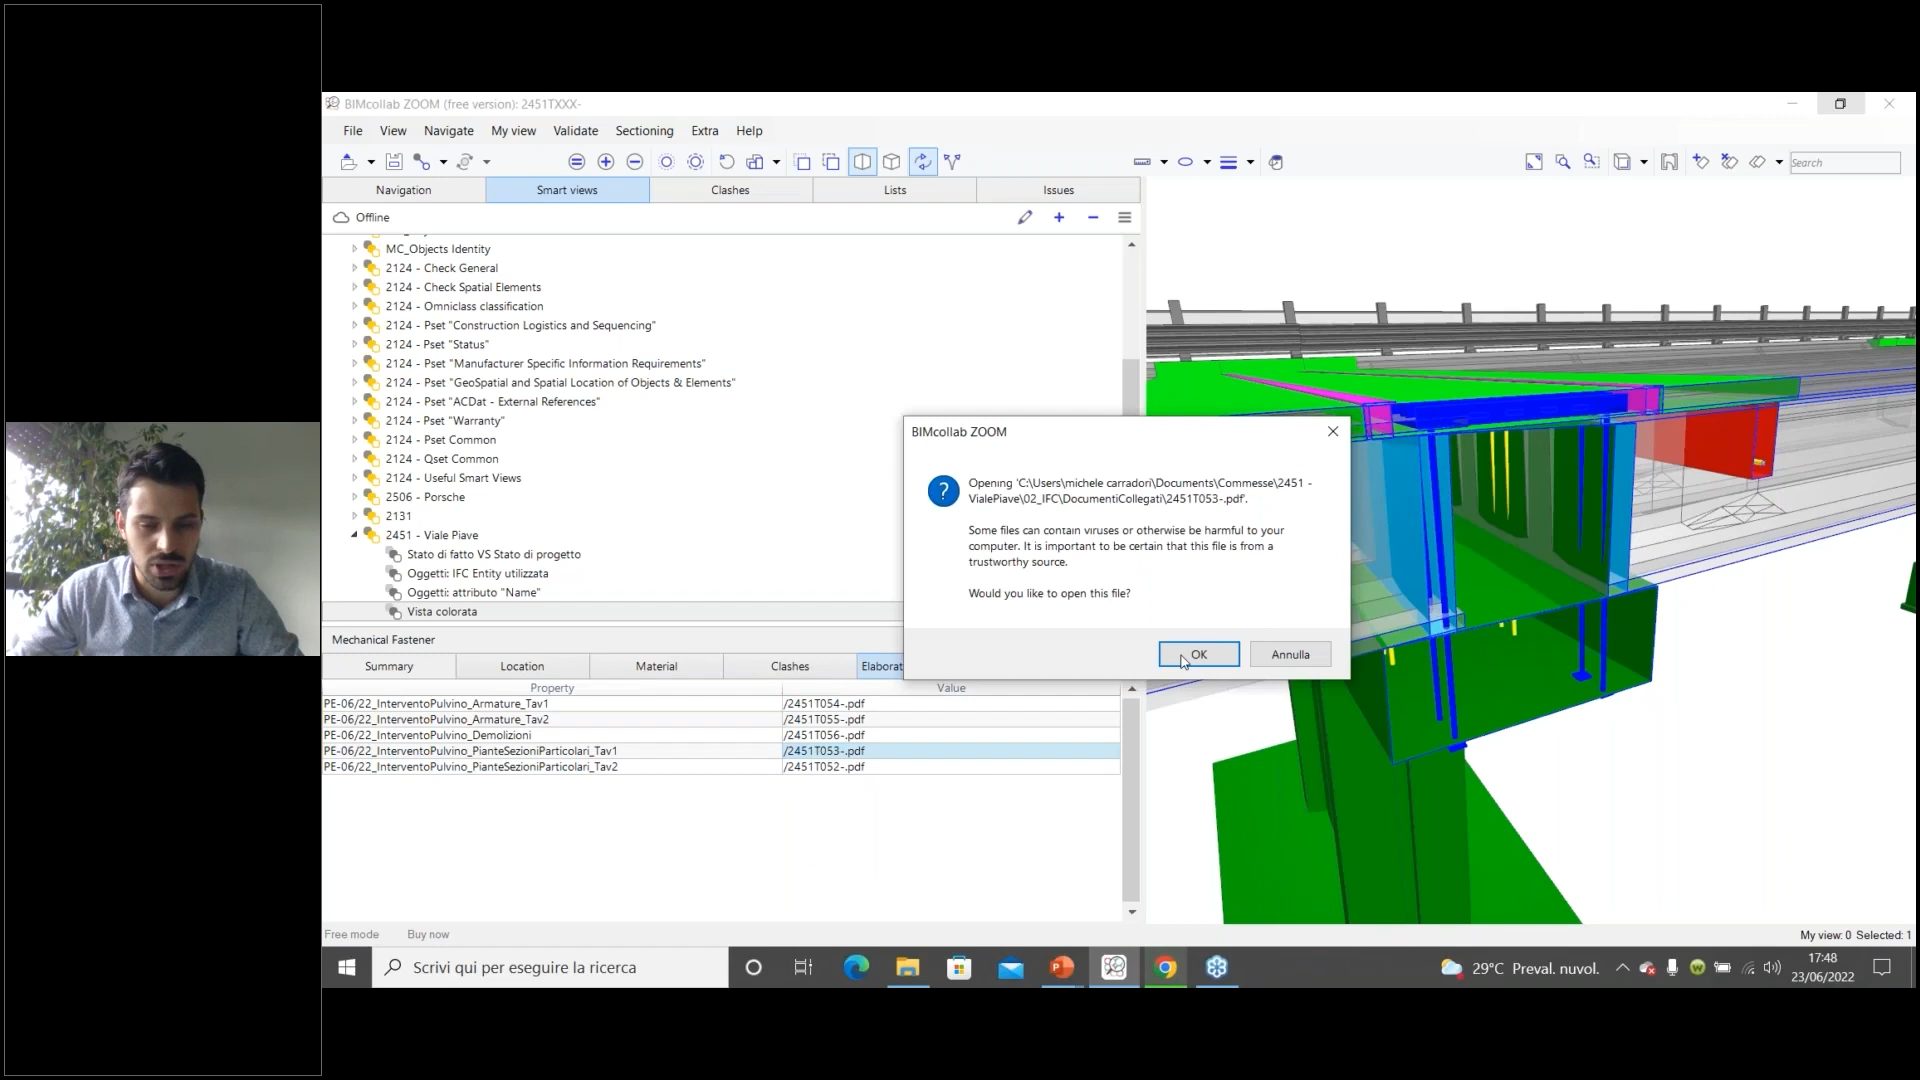 BIMcollab ZOOM (free version): 2451TXXX-
File View Navigate My view Validate Sectioning Extra Help
Search
Navigation Smart views Clashes Lists Issues
Offline
MC_Objects Identity
2124 - Check General
2124 - Check Spatial Elements
2124 - Omniclass classification
2124 - Pset "Construction Logistics and Sequencing"
2124 - Pset "Status"
2124 - Pset "Manufacturer Specific Information Requirements"
2124 - Pset "GeoSpatial and Spatial Location of Objects & Elements"
2124 - Pset "ACDat - External References"
2124 - Pset "Warranty"
2124 - Pset Common
2124 - Qset Common
2124 - Useful Smart Views
2506 - Porsche
2131
2451 - Viale Piave
Stato di fatto VS Stato di progetto
Oggetti: IFC Entity utilizzata
Oggetti: attributo "Name"
Vista colorata
Mechanical Fastener
Summary Location Material Clashes Elaborat
Property Value
PE-06/22_InterventoPulvino_Armature_Tav1 /2451T054-.pdf
PE-06/22_InterventoPulvino_Armature_Tav2 /2451T055-.pdf
PE-06/22_InterventoPulvino_Demolizioni /2451T056-.pdf
PE-06/22_InterventoPulvino_PianteSezioniParticolari_Tav1 /2451T053-.pdf
PE-06/22_InterventoPulvino_PianteSezioniParticolari_Tav2 /2451T052-.pdf
BIMcollab ZOOM
Opening 'C:\Users\michele carradori\Documents\Commesse\2451 -
VialePiave\02_IFC\DocumentiCollegati\2451T053-.pdf'.
Some files can contain viruses or otherwise be harmful to your
computer. It is important to be certain that this file is from a
trustworthy source.
Would you like to open this file?
OK Annulla
Free mode Buy now
My view: 0 Selected: 1
Scrivi qui per eseguire la ricerca
29°C Preval. nuvol.
17:48
23/06/2022